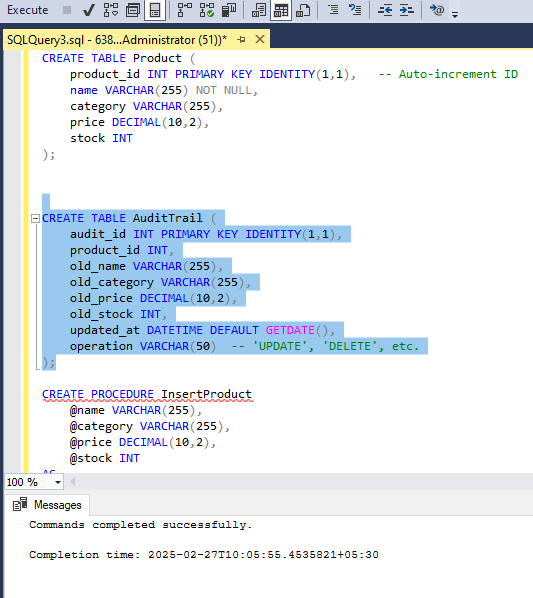 Execute
SQLQuery3.sql - 638...Administrator (51))*
CREATE TABLE Product (
    product_id INT PRIMARY KEY IDENTITY(1,1),   -- Auto-increment ID
    name VARCHAR(255) NOT NULL,
    category VARCHAR(255),
    price DECIMAL(10,2),
    stock INT
);
CREATE TABLE AuditTrail (
    audit_id INT PRIMARY KEY IDENTITY(1,1),
    product_id INT,
    old_name VARCHAR(255),
    old_category VARCHAR(255),
    old_price DECIMAL(10,2),
    old_stock INT,
    updated_at DATETIME DEFAULT GETDATE(),
    operation VARCHAR(50)  -- 'UPDATE', 'DELETE', etc.
);
CREATE PROCEDURE InsertProduct
    @name VARCHAR(255),
    @category VARCHAR(255),
    @price DECIMAL(10,2),
    @stock INT
AS
100 %
Messages
Commands completed successfully.
Completion time: 2025-02-27T10:05:55.4535821+05:30